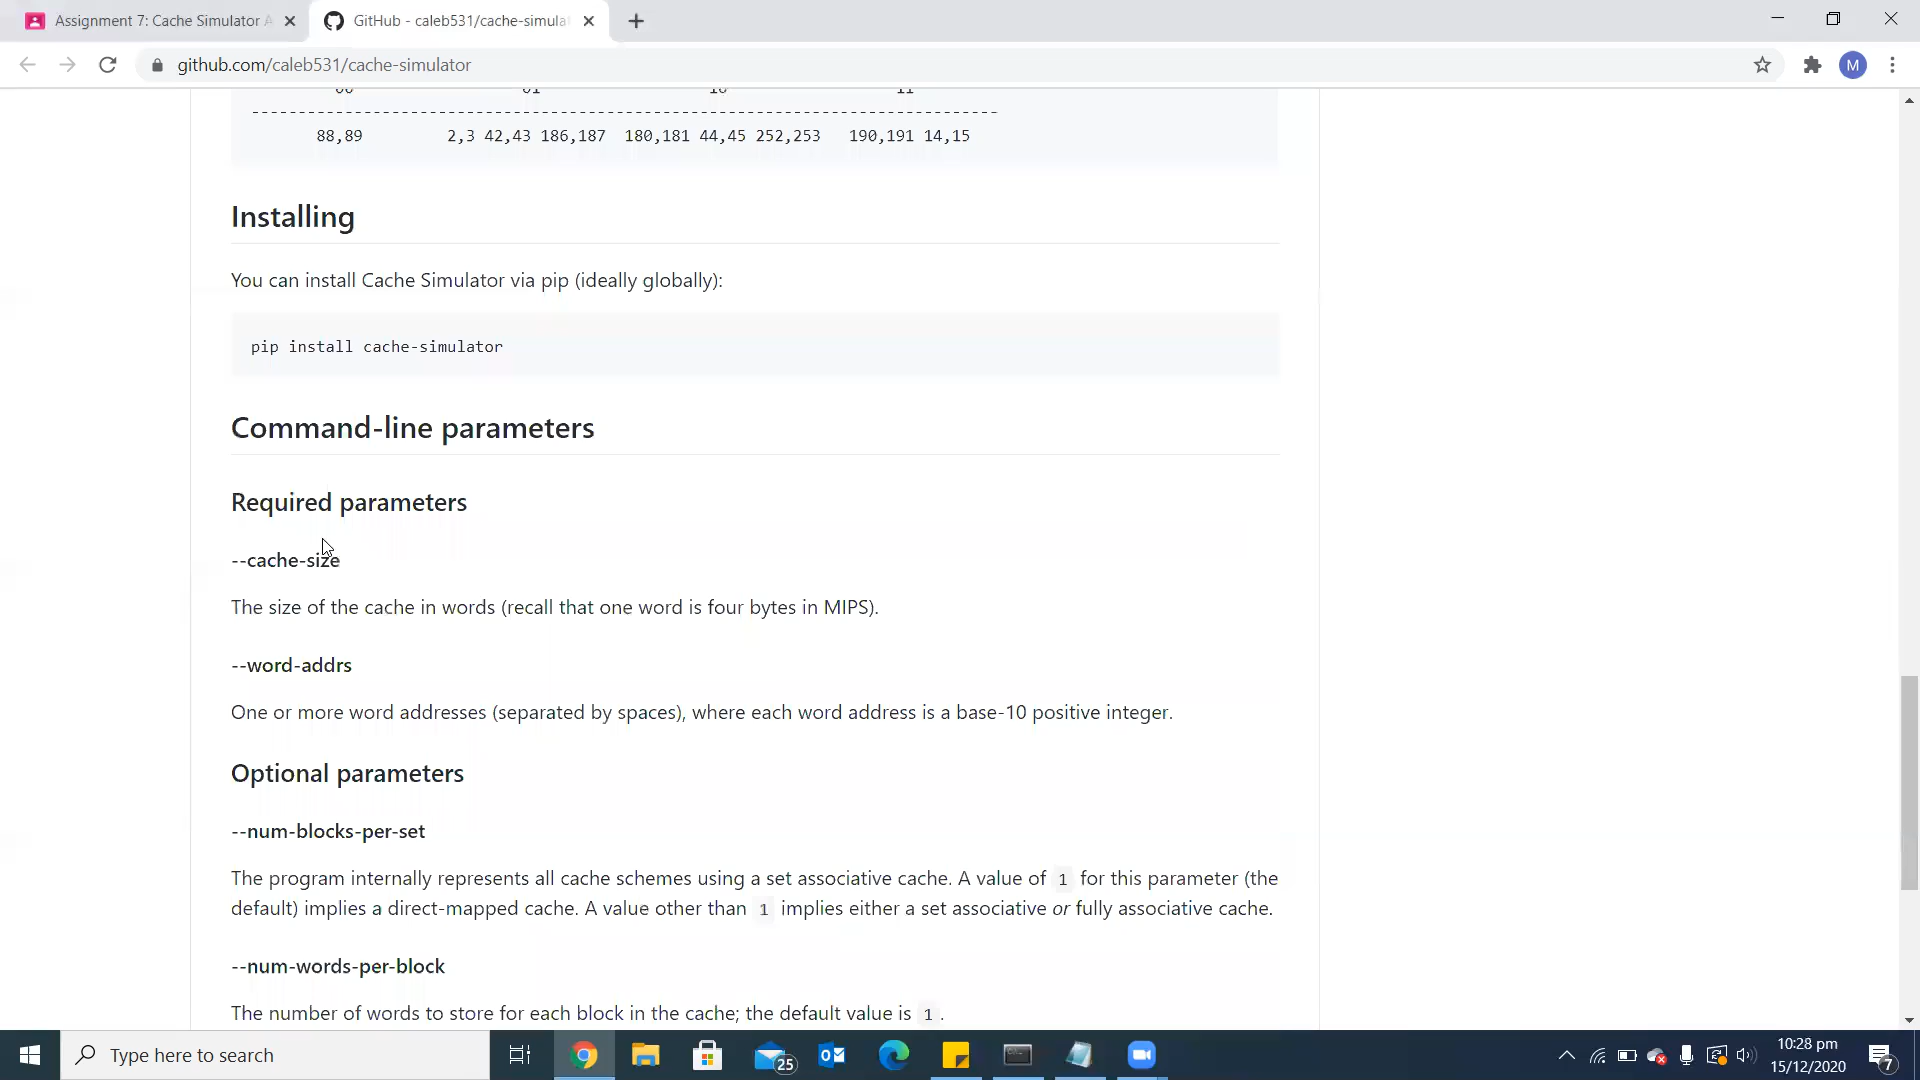 Assignment 7: Cache Simulator A
GitHub - caleb531/cache-simulat
github.com/caleb531/cache-simulator
M
00 01 10 11
--------------------------------------------------------------------------------
88,89 2,3 42,43 186,187 180,181 44,45 252,253 190,191 14,15
Installing
You can install Cache Simulator via pip (ideally globally):
pip install cache-simulator
Command-line parameters
Required parameters
--cache-size
The size of the cache in words (recall that one word is four bytes in MIPS).
--word-addrs
One or more word addresses (separated by spaces), where each word address is a base-10 positive integer.
Optional parameters
--num-blocks-per-set
The program internally represents all cache schemes using a set associative cache. A value of 1 for this parameter (the
default) implies a direct-mapped cache. A value other than 1 implies either a set associative or fully associative cache.
--num-words-per-block
The number of words to store for each block in the cache; the default value is 1 .
Type here to search
25
10:28 pm
15/12/2020
7